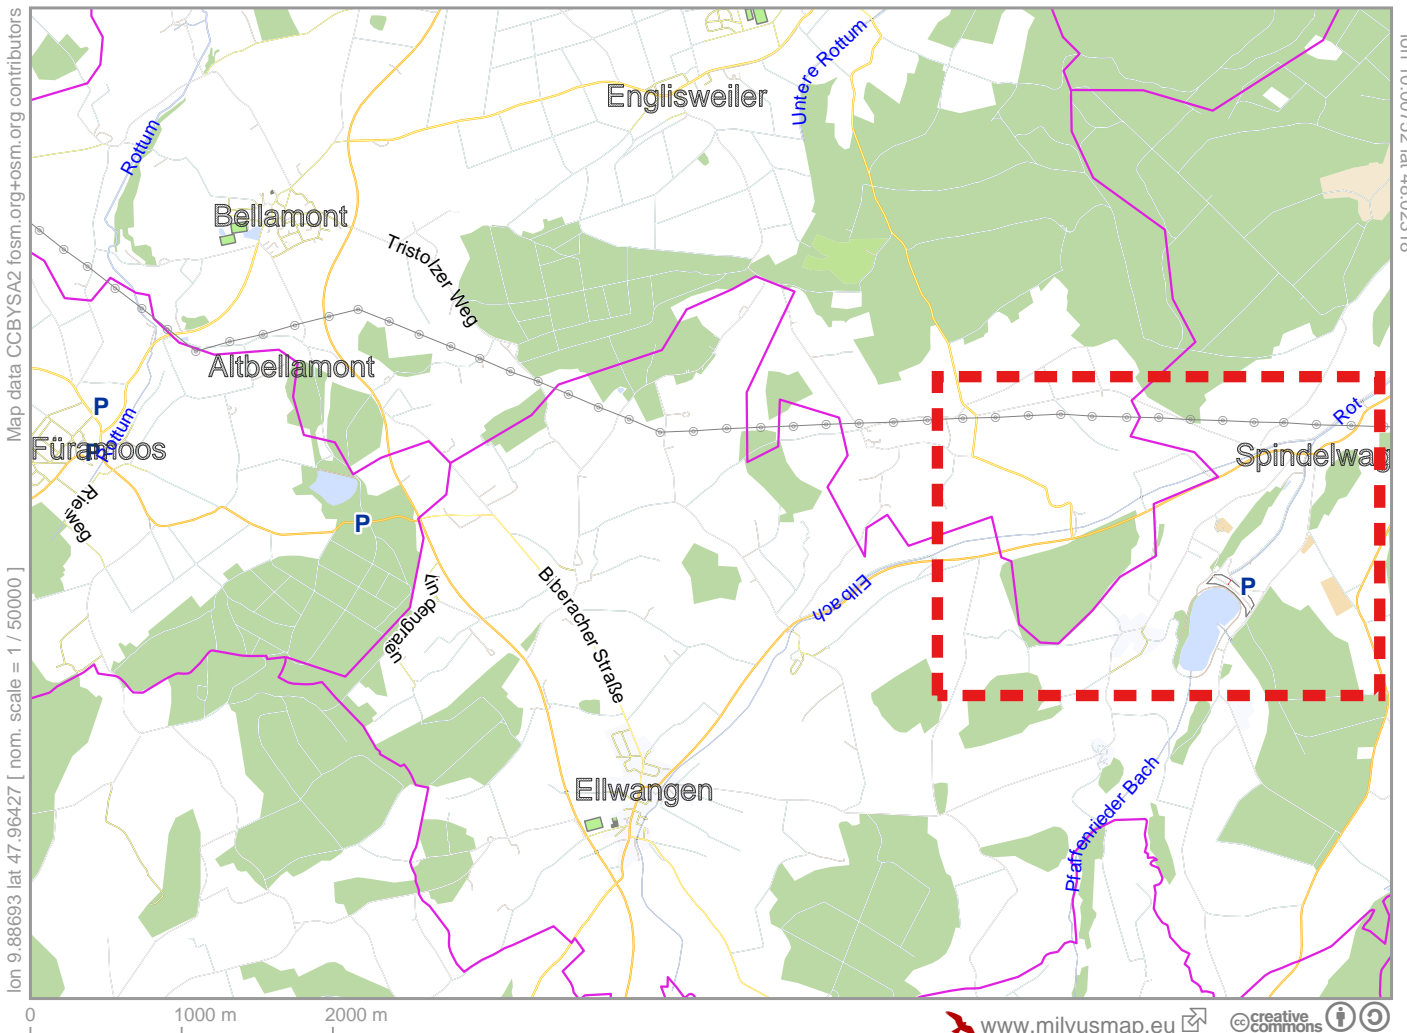 Map data CCBYSA2 fosm.org+osm.org contributors
lon 9.88693 lat 47.96427 [ nom. scale = 1 / 50000 ]
Untere Rottum
Englisweiler
Rottum
Bellamont
Tristolzer Weg
Altbellamont
P
Rottum
Rot
Füramoos
P
Spindelwag
P
Ellbach
Biberacher Straße
P
Ellwangen
Pfaffenrieder Bach
0
1000 m
2000 m
www.milvusmap.eu
cc creative commons